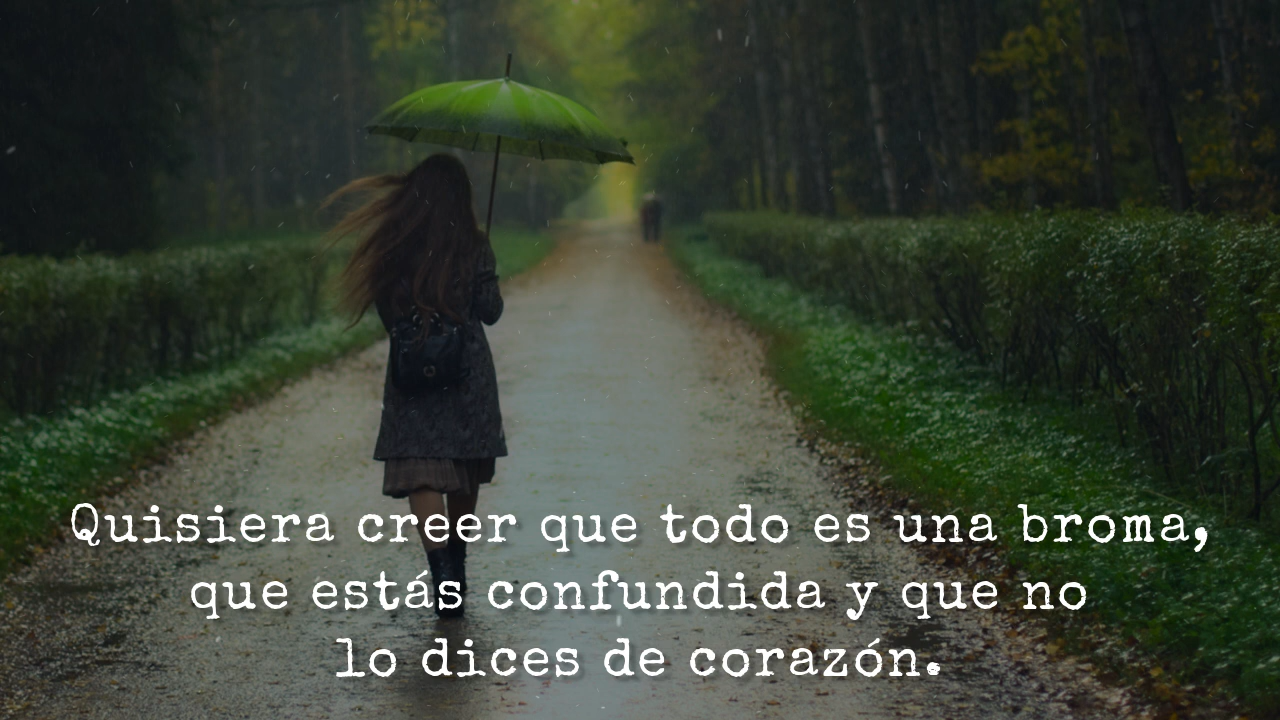 Quisiera creer que todo es una broma,
que estás confundida y que no
lo dices de corazón.